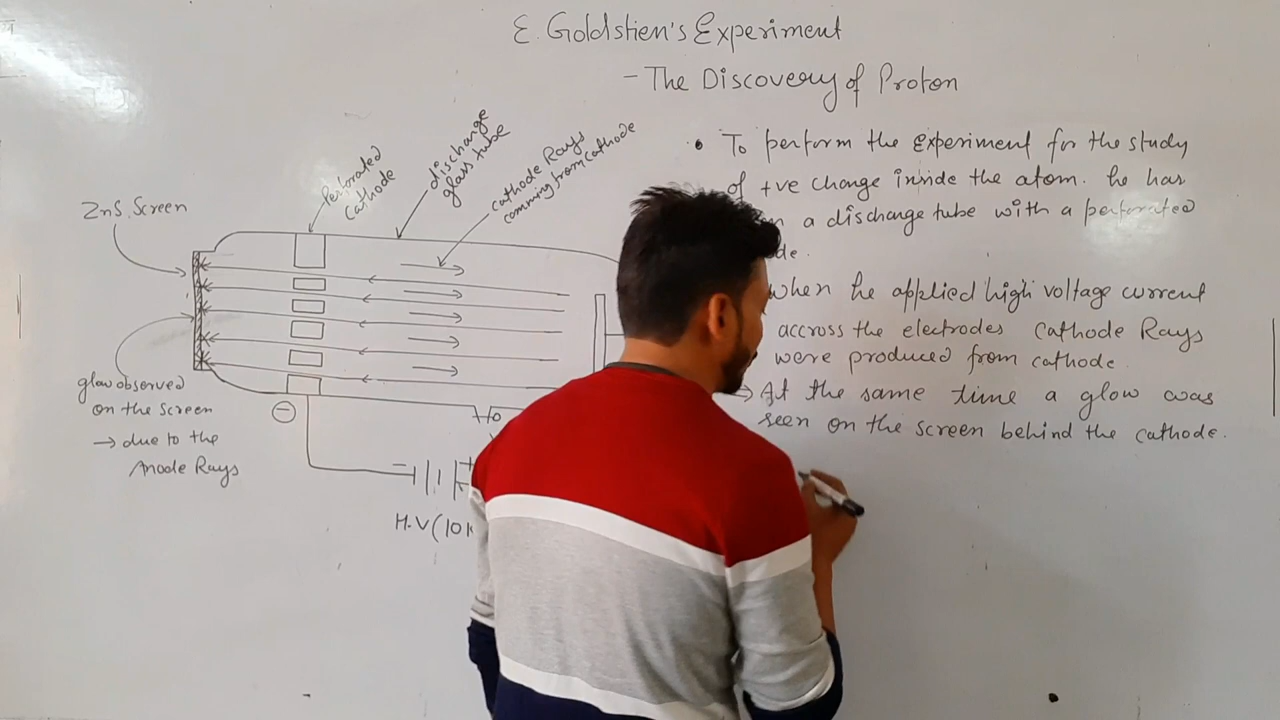 E. Goldstien's Experiment
- The Discovery of Proton
• To perform the Experiment for the study
of +ve change inside the atom. he has
a discharge tube with a perforated
when he applied high voltage current
accross the electrodes Cathode Rays
were produced from cathode.
→ At the same time a glow was
seen on the screen behind the cathode.
ZnS. Screen
Perforated
Cathode
discharge
glass tube
cathode Rays
comming from cathode
glow observed
on the screen
→ due to the
Anode Rays
−
− +
H.V(10